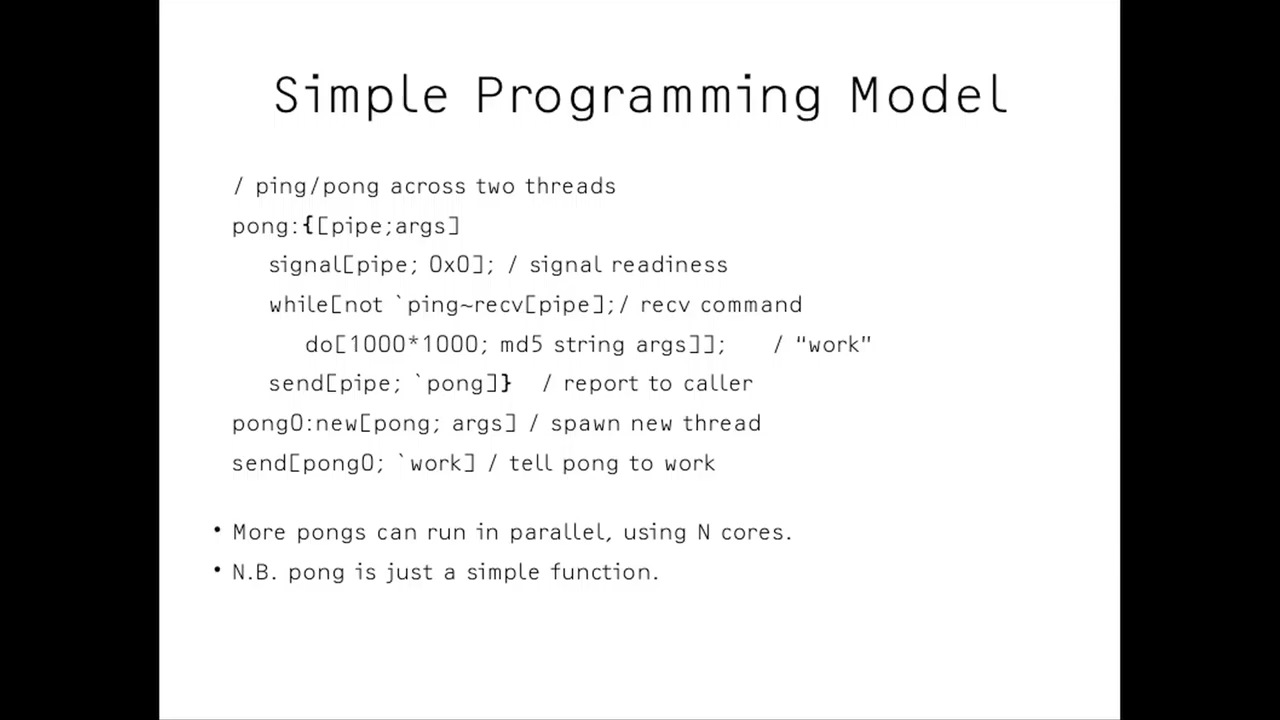 Simple Programming Model
/ ping/pong across two threads
pong:{[pipe;args]
signal[pipe; 0x0]; / signal readiness
while[not `ping~recv[pipe];/ recv command
do[1000*1000; md5 string args]]; / "work"
send[pipe; `pong]} / report to caller
pong0:new[pong; args] / spawn new thread
send[pong0; `work] / tell pong to work
• More pongs can run in parallel, using N cores.
• N.B. pong is just a simple function.